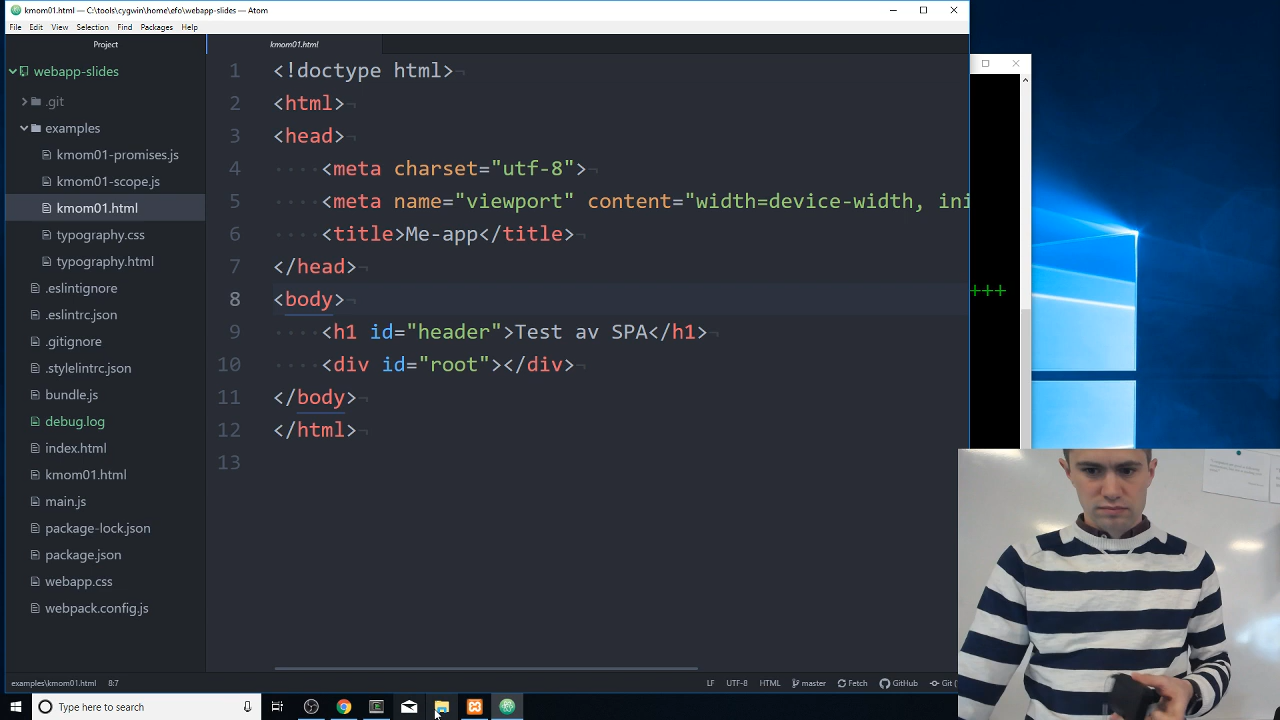 kmom01.html — C:\tools\cygwin\home\efo\webapp-slides — Atom
File Edit View Selection Find Packages Help
Project
kmom01.html
webapp-slides
.git
examples
kmom01-promises.js
kmom01-scope.js
kmom01.html
typography.css
typography.html
.eslintignore
.eslintrc.json
.gitignore
.stylelintrc.json
bundle.js
debug.log
index.html
kmom01.html
main.js
package-lock.json
package.json
webapp.css
webpack.config.js
1 <!doctype html>
2 <html>
3 <head>
4 <meta charset="utf-8">
5 <meta name="viewport" content="width=device-width, ini
6 <title>Me-app</title>
7 </head>
8 <body>
9 <h1 id="header">Test av SPA</h1>
10 <div id="root"></div>
11 </body>
12 </html>
13
+++
examples\kmom01.html 8:7 LF UTF-8 HTML master Fetch GitHub Git (
Type here to search